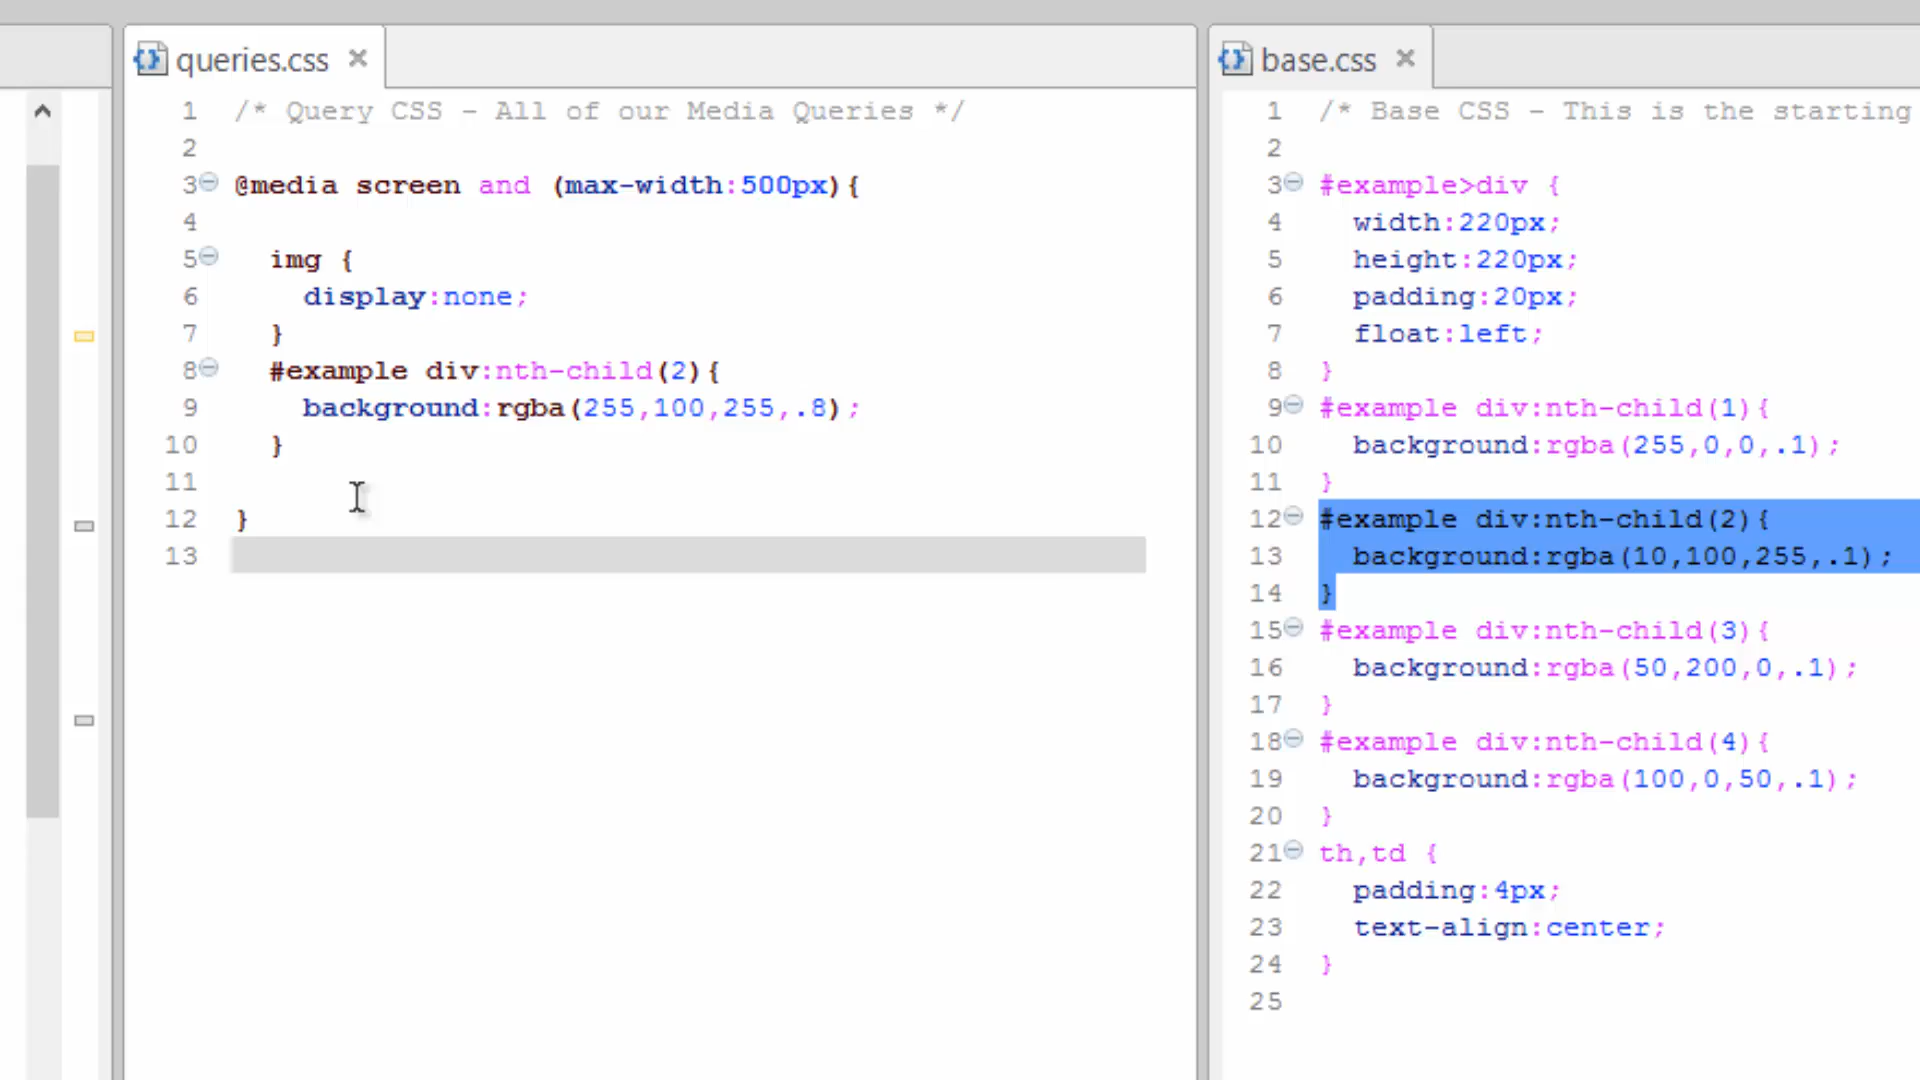 queries.css
1 /* Query CSS - All of our Media Queries */
2
3 @media screen and (max-width:500px){
4
5 img {
6 display:none;
7 }
8 #example div:nth-child(2){
9 background:rgba(255,100,255,.8);
10 }
11
12 }
13
base.css
1 /* Base CSS - This is the starting
2
3 #example>div {
4 width:220px;
5 height:220px;
6 padding:20px;
7 float:left;
8 }
9 #example div:nth-child(1){
10 background:rgba(255,0,0,.1);
11 }
12 #example div:nth-child(2){
13 background:rgba(10,100,255,.1);
14 }
15 #example div:nth-child(3){
16 background:rgba(50,200,0,.1);
17 }
18 #example div:nth-child(4){
19 background:rgba(100,0,50,.1);
20 }
21 th,td {
22 padding:4px;
23 text-align:center;
24 }
25